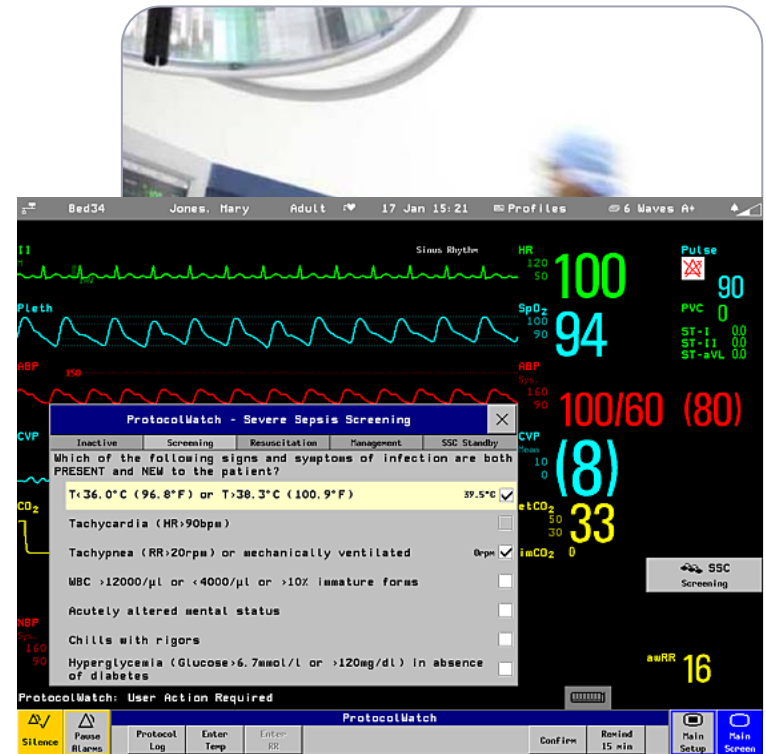 Bed34 Jones, Mary Adult 17 Jan 15:21 Profiles 6 Waves A+
II Sinus Rhythm HR 120 50 100 Pulse 90
1mV
Pleth SpO2 100 90 94 PVC 0
ST-I 0.0
ST-II 0.0
ST-aVL 0.0
ABP 150 ABP Sys. 160 90 100/60 (80)
ProtocolWatch - Severe Sepsis Screening
Inactive Screening Resuscitation Management SSC Standby
Which of the following signs and symptoms of infection are both
PRESENT and NEW to the patient?
T<36.0°C (96.8°F) or T>38.3°C (100.9°F) 39.5°C
Tachycardia (HR>90bpm)
Tachypnea (RR>20rpm) or mechanically ventilated 0rpm
WBC >12000/µl or <4000/µl or >10% immature forms
Acutely altered mental status
Chills with rigors
Hyperglycemia (Glucose>6.7mmol/l or >120mg/dl) in absence
of diabetes
CVP CVP Mean 10 0 (8)
CO2 etCO2 50 30 33
imCO2 0
SSC
Screening
NBP Sys. 160 90
awRR 16
ProtocolWatch: User Action Required
ProtocolWatch
Silence
Pause
Alarms
Protocol
Log
Enter
Temp
Enter
RR
Confirm
Remind
15 min
Main
Setup
Main
Screen